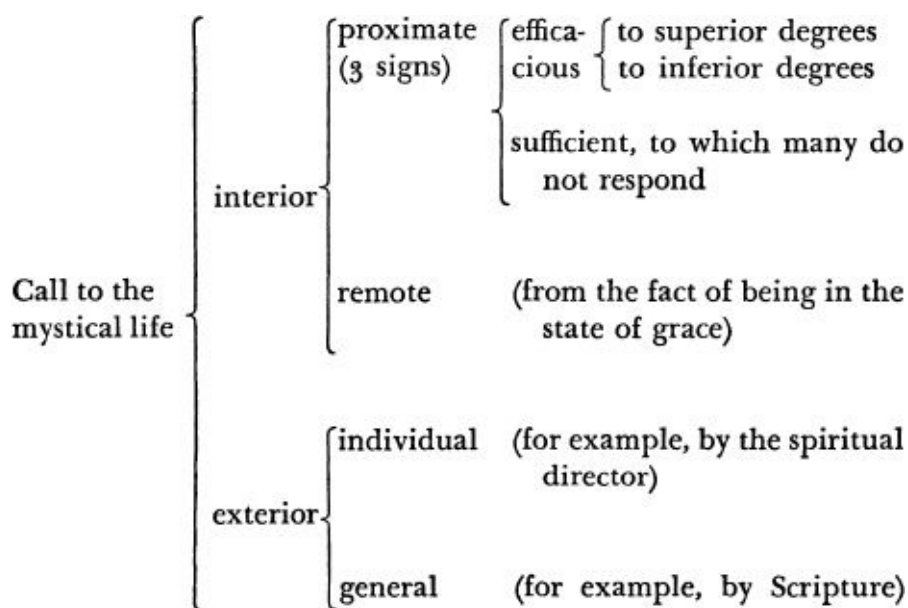 proximate
(3 signs)
effica-
cious
to superior degrees
to inferior degrees
sufficient, to which many do
not respond
interior
Call to the
mystical life
remote
(from the fact of being in the
state of grace)
individual
(for example, by the spiritual
director)
exterior
general
(for example, by Scripture)